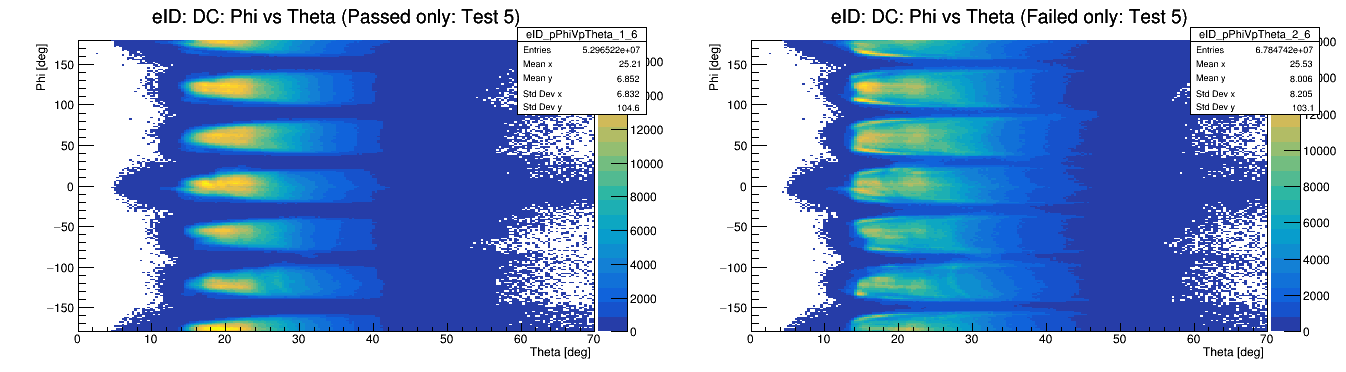 eID: DC: Phi vs Theta (Passed only: Test 5)
eID_pPhiVpTheta_1_6
Entries 5.296522e+07
Mean x 25.21
Mean y 6.852
Std Dev x 6.832
Std Dev y 104.6
Phi [deg]
150
100
50
0
−50
−100
−150
0 10 20 30 40 50 60 70
Theta [deg]
000
000
12000
10000
8000
6000
4000
2000
0
eID: DC: Phi vs Theta (Failed only: Test 5)
eID_pPhiVpTheta_2_6
Entries 6.784742e+07
Mean x 25.53
Mean y 8.006
Std Dev x 8.205
Std Dev y 103.1
Phi [deg]
150
100
50
0
−50
−100
−150
0 10 20 30 40 50 60 70
Theta [deg]
000
000
000
12000
10000
8000
6000
4000
2000
0